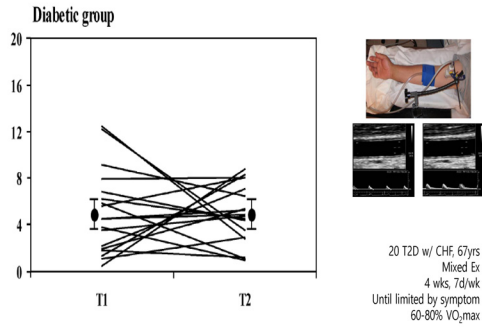 Diabetic group
20
16
12
8
4
0
T1
T2
20 T2D w/ CHF, 67yrs
Mixed Ex
4 wks, 7d/wk
Until limited by symptom
60-80% VO₂max